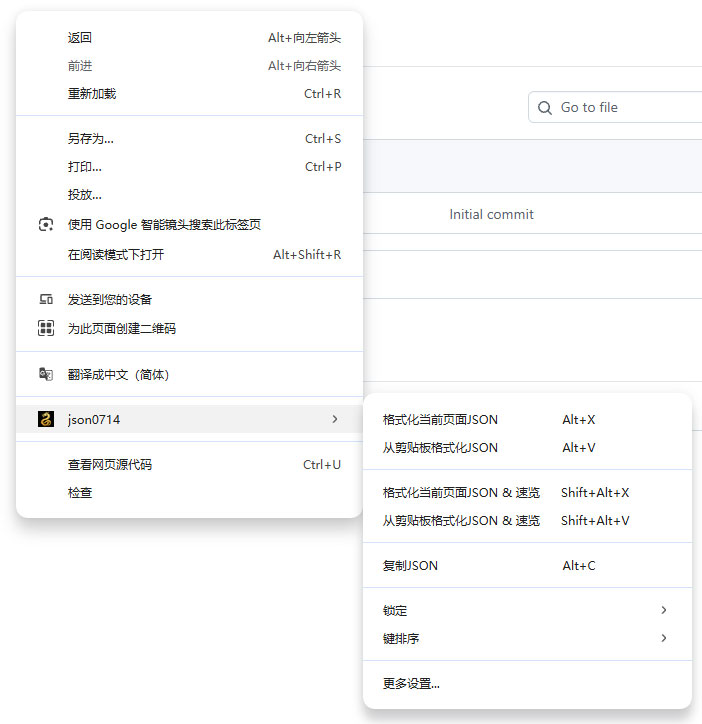 返回 Alt+向左箭头
前进 Alt+向右箭头
重新加载 Ctrl+R
另存为... Ctrl+S
打印... Ctrl+P
投放...
使用 Google 智能镜头搜索此标签页
在阅读模式下打开 Alt+Shift+R
发送到您的设备
为此页面创建二维码
翻译成中文（简体）
json0714
查看网页源代码 Ctrl+U
检查
Go to file
Initial commit
格式化当前页面JSON Alt+X
从剪贴板格式化JSON Alt+V
格式化当前页面JSON & 速览 Shift+Alt+X
从剪贴板格式化JSON & 速览 Shift+Alt+V
复制JSON Alt+C
锁定
键排序
更多设置...